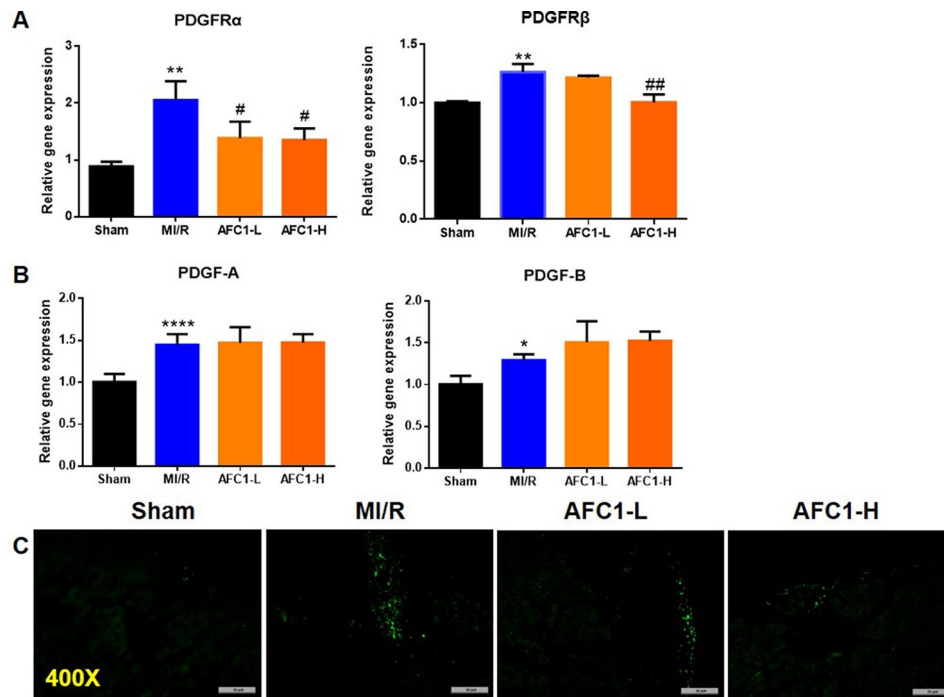 A
PDGFRα
Relative gene expression
3
2
1
0
**
#
#
Sham MI/R AFC1-L AFC1-H
PDGFRβ
Relative gene expression
1.5
1.0
0.5
0.0
**
##
Sham MI/R AFC1-L AFC1-H
B
PDGF-A
Relative gene expression
2.0
1.5
1.0
0.5
0.0
****
Sham MI/R AFC1-L AFC1-H
PDGF-B
Relative gene expression
2.0
1.5
1.0
0.5
0.0
*
Sham MI/R AFC1-L AFC1-H
Sham MI/R AFC1-L AFC1-H
C
400X